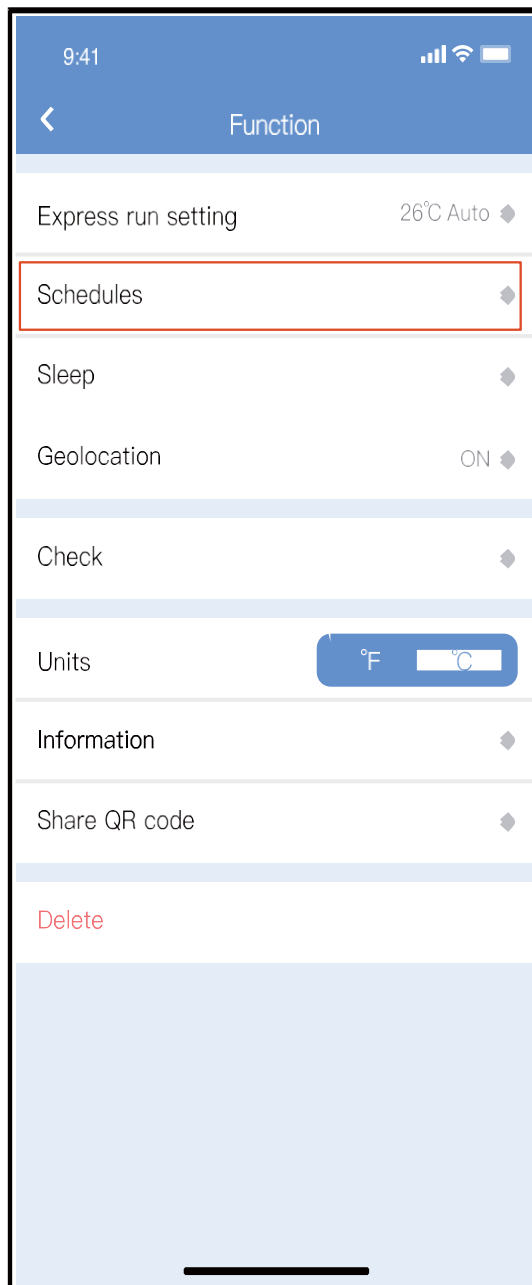 9:41
Function
Express run setting
26°C Auto
Schedules
Sleep
Geolocation
ON
Check
Units
°F
°C
Information
Share QR code
Delete